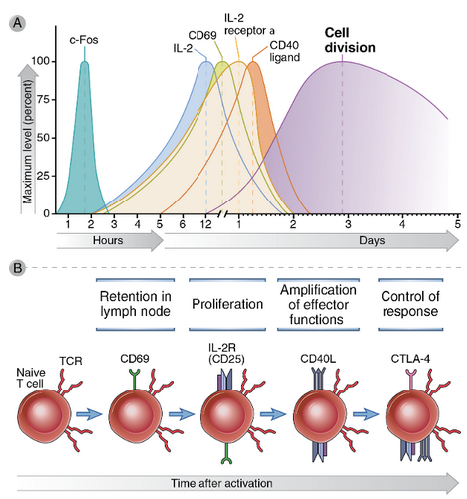 A
c-Fos
IL-2
CD69
IL-2
receptor a
CD40
ligand
Cell
division
Maximum level (percent)
100
75
50
25
0
1 2 3 4 5 6 12 1 2 3 4 5
Hours
Days
B
Retention in
lymph node
Proliferation
Amplification
of effector
functions
Control of
response
Naive
T cell
TCR
CD69
IL-2R
(CD25)
CD40L
CTLA-4
Time after activation